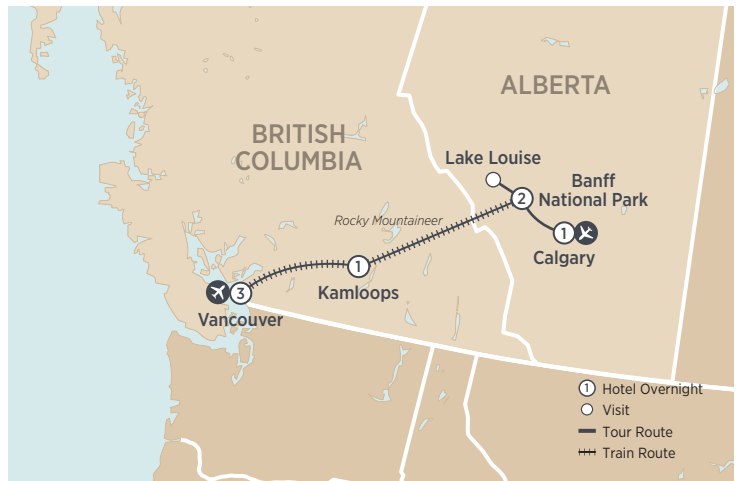 ALBERTA
BRITISH
COLUMBIA
Lake Louise
Banff
National Park
2
Rocky Mountaineer
1
Calgary
1
Kamloops
3
Vancouver
1 Hotel Overnight
Visit
Tour Route
Train Route